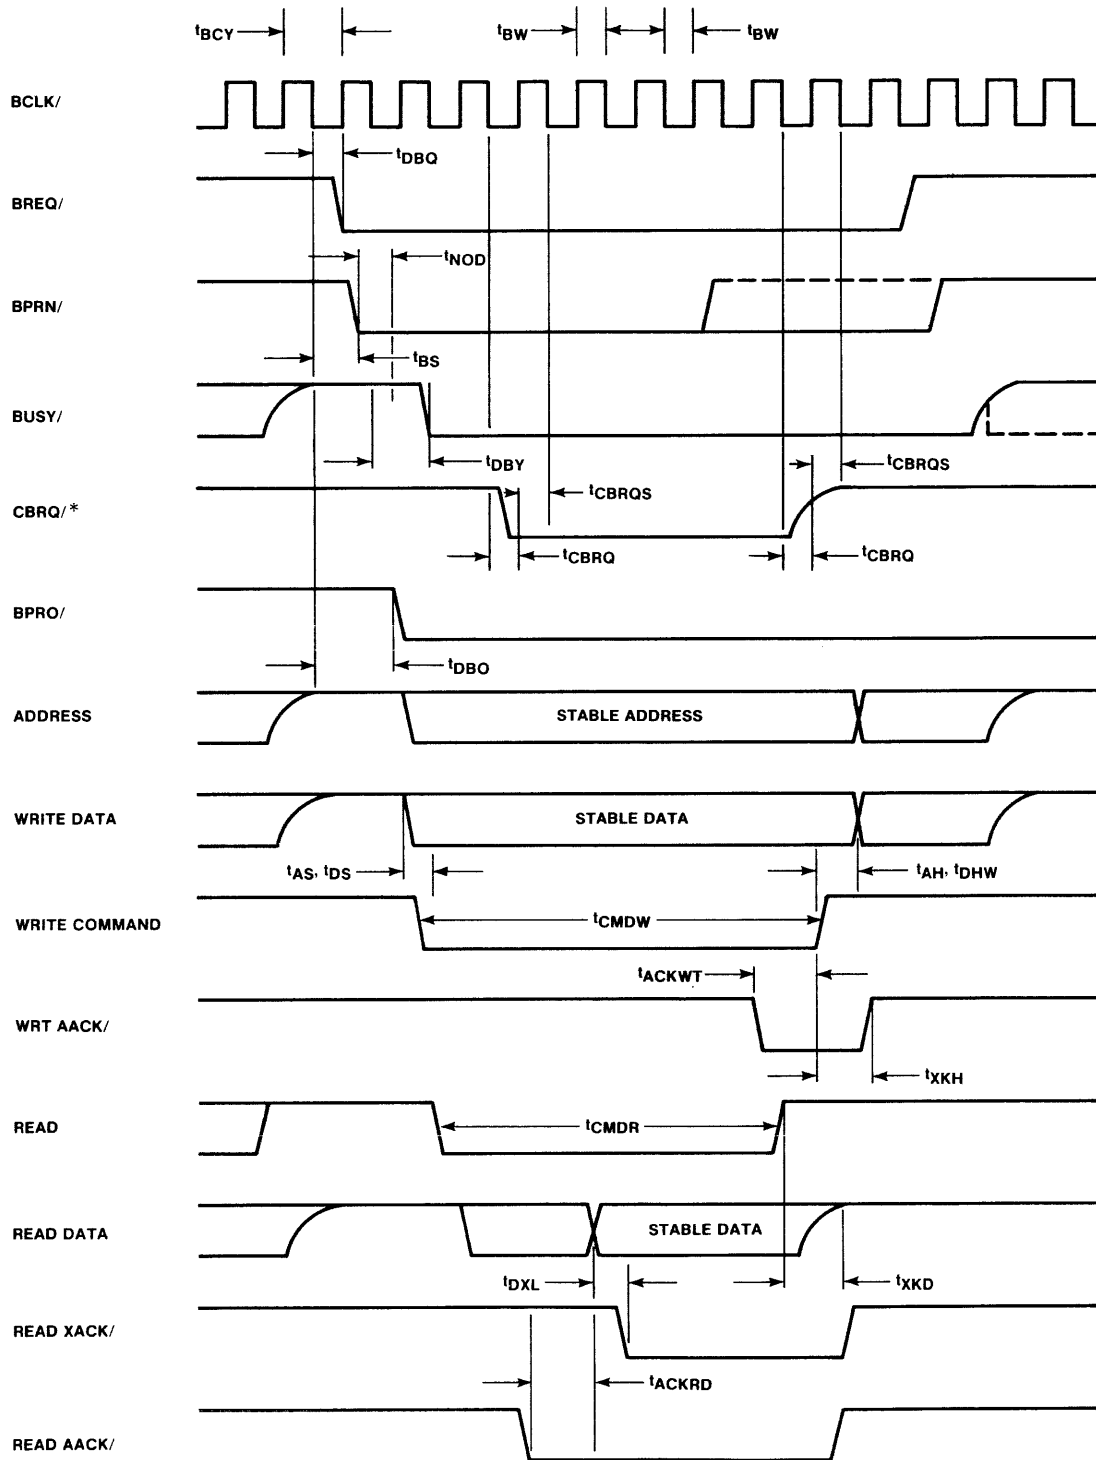 tBCY tBW tBW
BCLK/
tDBQ
BREQ/
tNOD
BPRN/
tBS
BUSY/
tDBY tCBRQS
tCBRQS
CBRQ/*
tCBRQ tCBRQ
BPRO/
tDBO
ADDRESS STABLE ADDRESS
WRITE DATA STABLE DATA
tAS, tDS tAH, tDHW
WRITE COMMAND tCMDW
tACKWT
WRT AACK/
tXKH
READ tCMDR
READ DATA STABLE DATA
tDXL tXKD
READ XACK/
tACKRD
READ AACK/